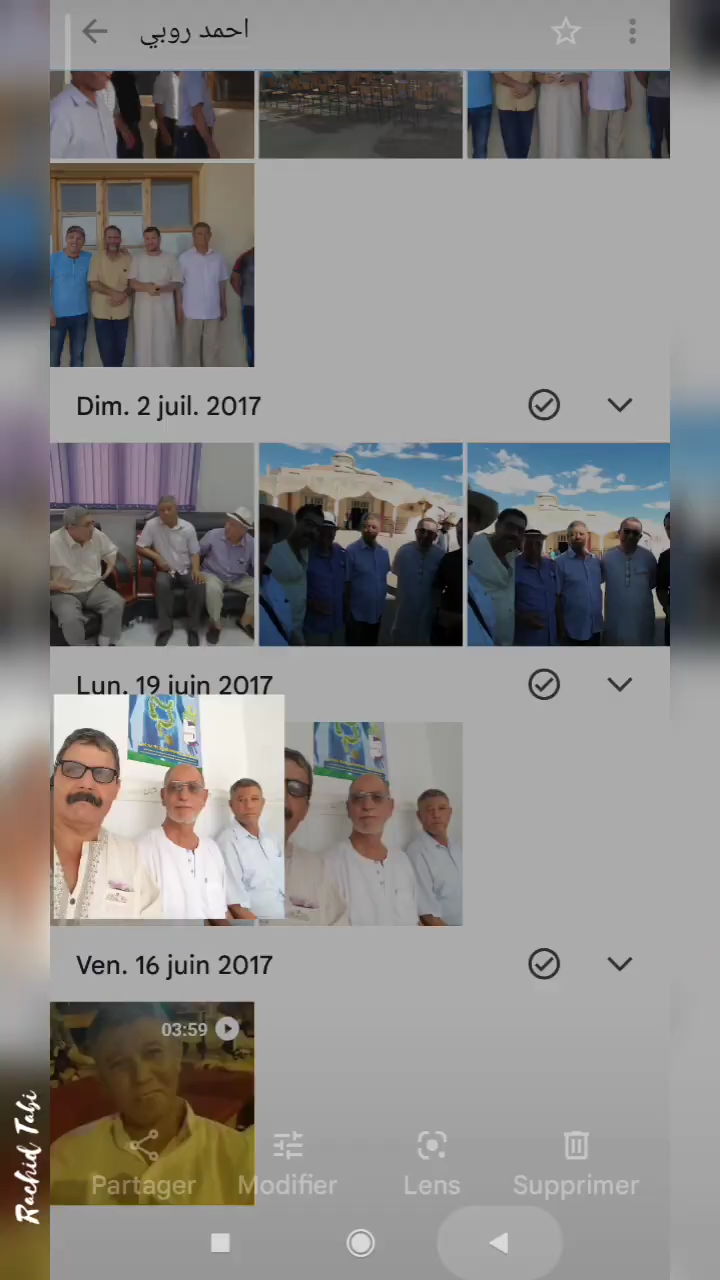 احمد روبي
Dim. 2 juil. 2017
Lun. 19 juin 2017
Ven. 16 juin 2017
03:59
Partager
Modifier
Lens
Supprimer
Rachid Tabi